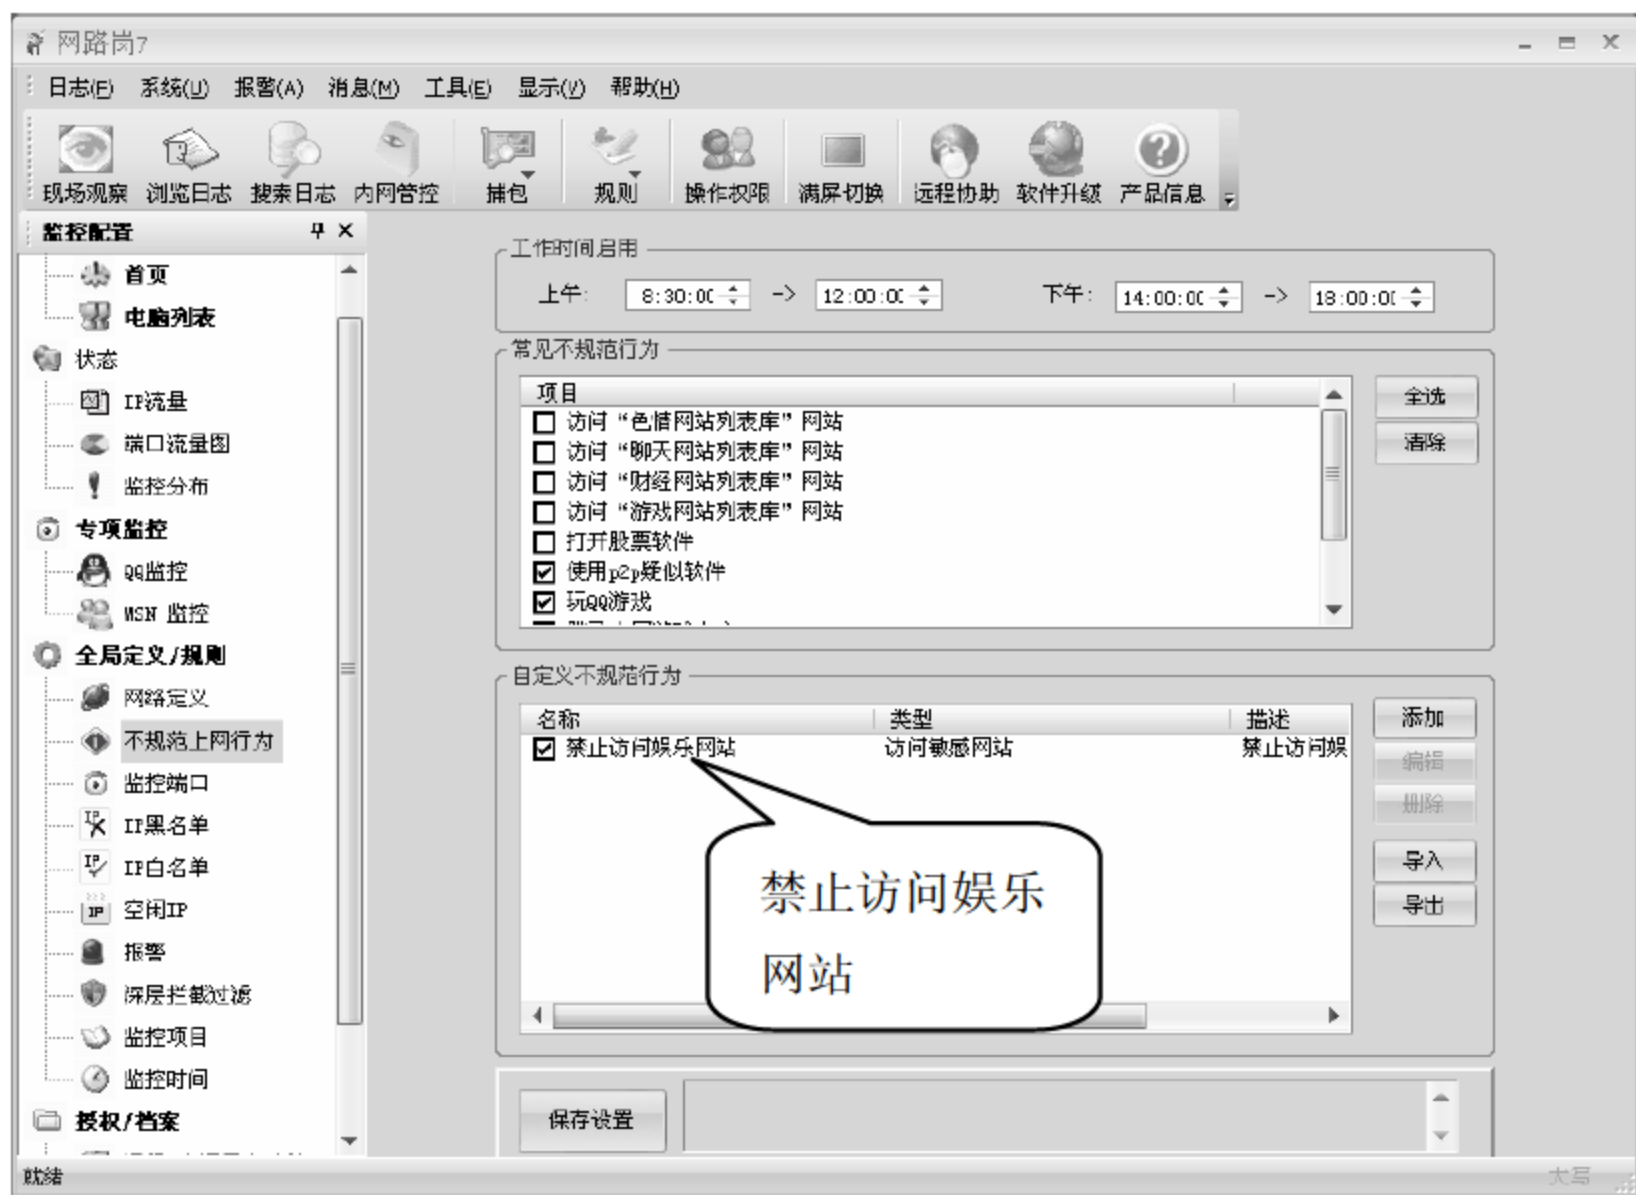 网路岗7
日志(F) 系统(U) 报警(A) 消息(M) 工具(E) 显示(V) 帮助(H)
现场观察 浏览日志 搜索日志 内网管控 捕包 规则 操作权限 满屏切换 远程协助 软件升级 产品信息
监控配置
首页
电脑列表
状态
IP流量
端口流量图
监控分布
专项监控
QQ监控
MSN 监控
全局定义/规则
网络定义
不规范上网行为
监控端口
IP黑名单
IP白名单
空闲IP
报警
深层拦截过滤
监控项目
监控时间
授权/档案
工作时间启用
上午: 8:30:0( -> 12:00:0( 下午: 14:00:0( -> 18:00:0(
常见不规范行为
项目
访问 “色情网站列表库” 网站
访问 “聊天网站列表库” 网站
访问 “财经网站列表库” 网站
访问 “游戏网站列表库” 网站
打开股票软件
使用p2p疑似软件
玩QQ游戏
全选
清除
自定义不规范行为
名称 类型 描述
禁止访问娱乐网站 访问敏感网站 禁止访问娱
添加
编辑
删除
导入
导出
禁止访问娱乐
网站
保存设置
就绪
大写